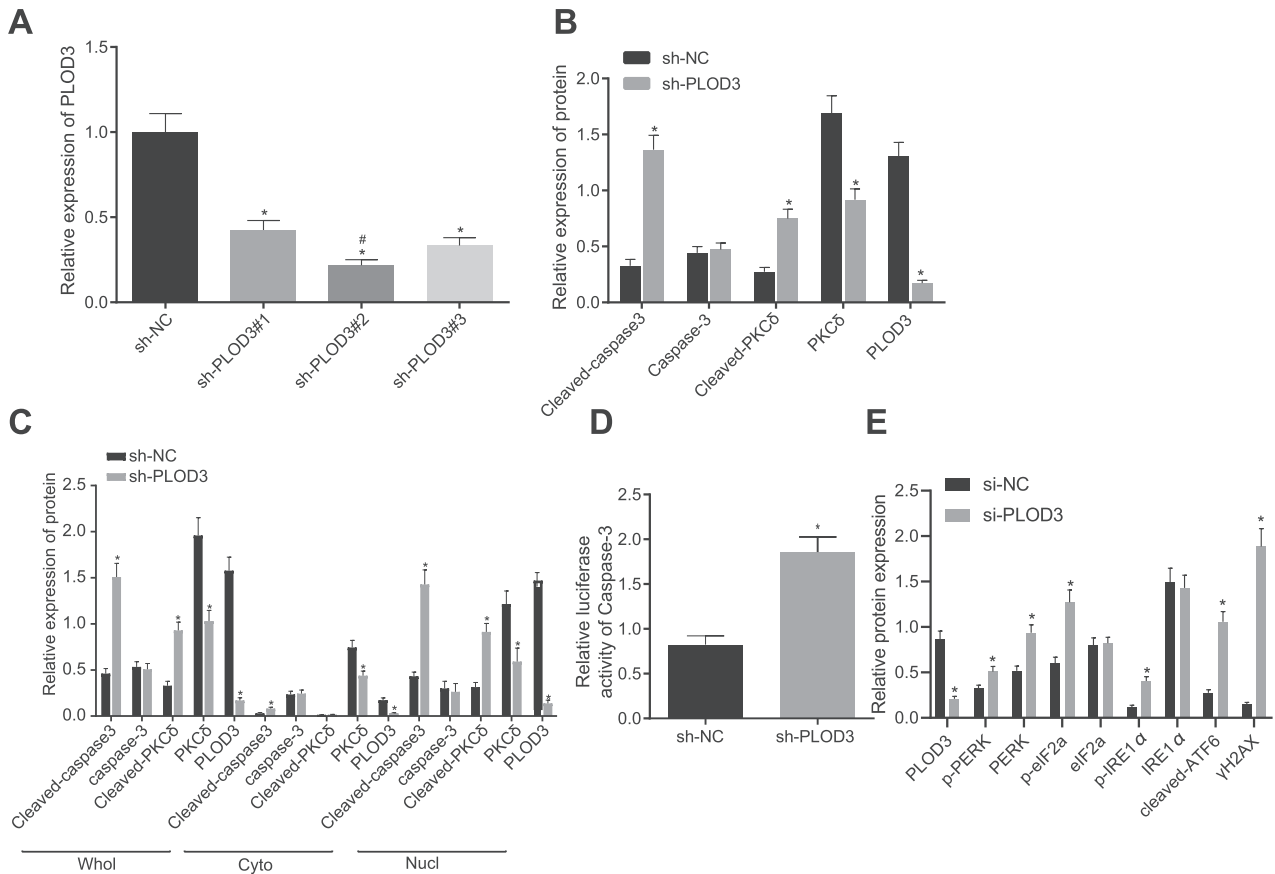 A
Relative expression of PLOD3
1.5
1.0
0.5
0.0
*
#
*
*
sh-NC
sh-PLOD3#1
sh-PLOD3#2
sh-PLOD3#3
B
sh-NC
sh-PLOD3
Relative expression of protein
2.0
1.5
1.0
0.5
0.0
*
*
*
*
Cleaved-caspase3
Caspase-3
Cleaved-PKCδ
PKCδ
PLOD3
C
sh-NC
sh-PLOD3
Relative expression of protein
2.5
2.0
1.5
1.0
0.5
0.0
*
*
*
*
*
*
*
*
*
*
*
Cleaved-caspase3
caspase-3
Cleaved-PKCδ
PKCδ
PLOD3
Cleaved-caspase3
caspase-3
Cleaved-PKCδ
PKCδ
PLOD3
Cleaved-caspase3
caspase-3
Cleaved-PKCδ
PKCδ
PLOD3
Whol
Cyto
Nucl
D
Relative luciferase
activity of Caspase-3
2.5
2.0
1.5
1.0
0.5
0.0
*
sh-NC
sh-PLOD3
E
si-NC
si-PLOD3
Relative protein expression
2.5
2.0
1.5
1.0
0.5
0.0
*
*
*
*
*
*
*
PLOD3
p-PERK
PERK
p-eIF2a
eIF2a
p-IRE1α
IRE1α
cleaved-ATF6
γH2AX